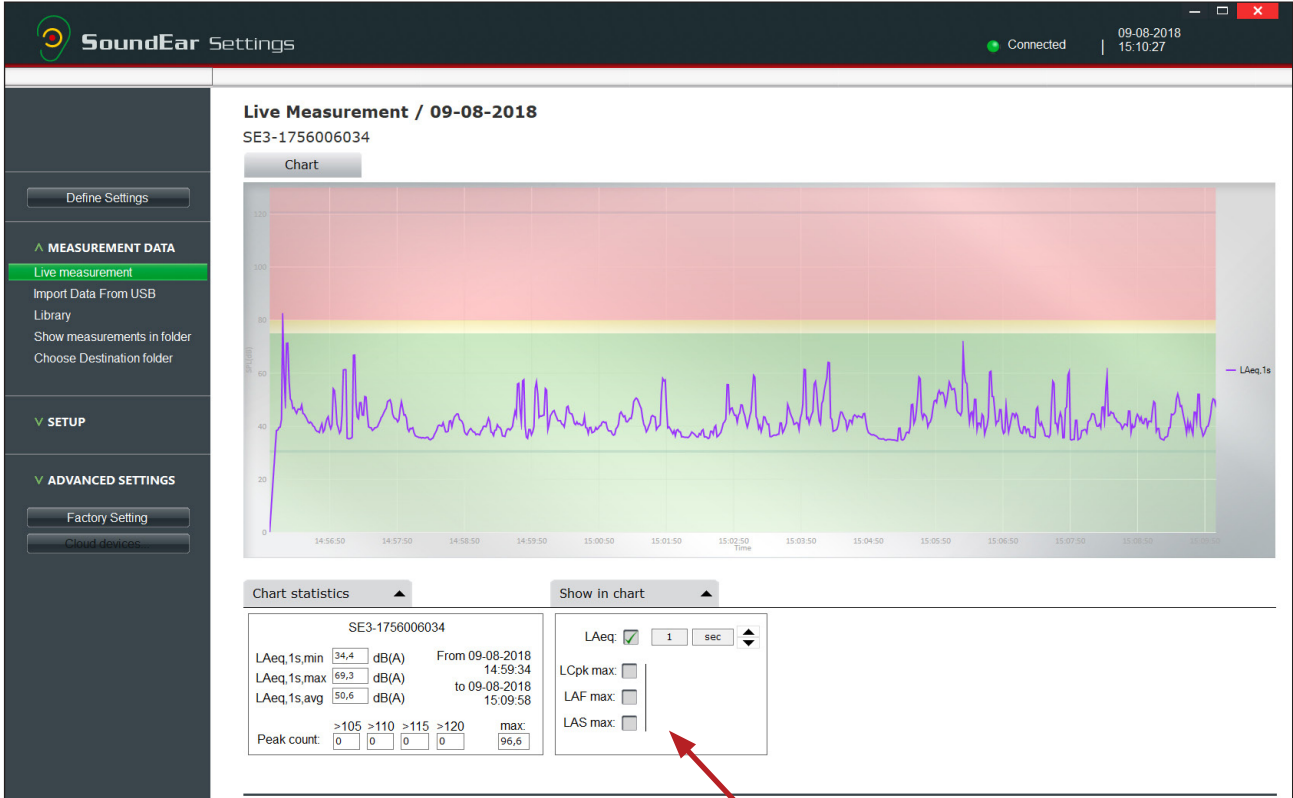 SoundEar Settings
Connected
09-08-2018
15:10:27
Live Measurement / 09-08-2018
SE3-1756006034
Chart
Define Settings
MEASUREMENT DATA
Live measurement
Import Data From USB
Library
Show measurements in folder
Choose Destination folder
SETUP
ADVANCED SETTINGS
Factory Setting
Cloud devices...
120
100
80
60
40
20
0
14:56:50 14:57:50 14:58:50 14:59:50 15:00:50 15:01:50 15:02:50 15:03:50 15:04:50 15:05:50 15:06:50 15:07:50 15:08:50
Time
LAeq,1s
Chart statistics
SE3-1756006034
LAeq,1s,min 34,4 dB(A) From 09-08-2018
14:59:34
LAeq,1s,max 69,3 dB(A)
to 09-08-2018
LAeq,1s,avg 50,6 dB(A) 15:09:58
>105 >110 >115 >120 max:
Peak count: 0 0 0 0 96,6
Show in chart
LAeq: 1 sec
LCpk max:
LAF max:
LAS max: